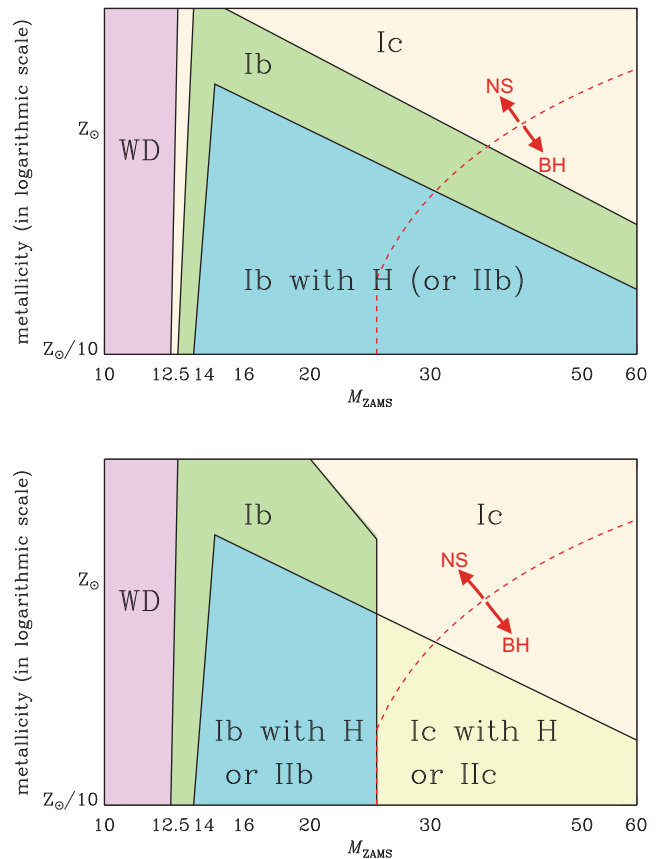 Ic
Ib
NS
Z⊙
WD
BH
Ib with H (or IIb)
Z⊙/10
10 12.5 14 16 20 30 50 60
M_ZAMS
metallicity (in logarithmic scale)
Ib
Ic
NS
Z⊙
WD
BH
Ib with H
or IIb
Ic with H
or IIc
Z⊙/10
10 12.5 14 16 20 30 50 60
M_ZAMS
metallicity (in logarithmic scale)